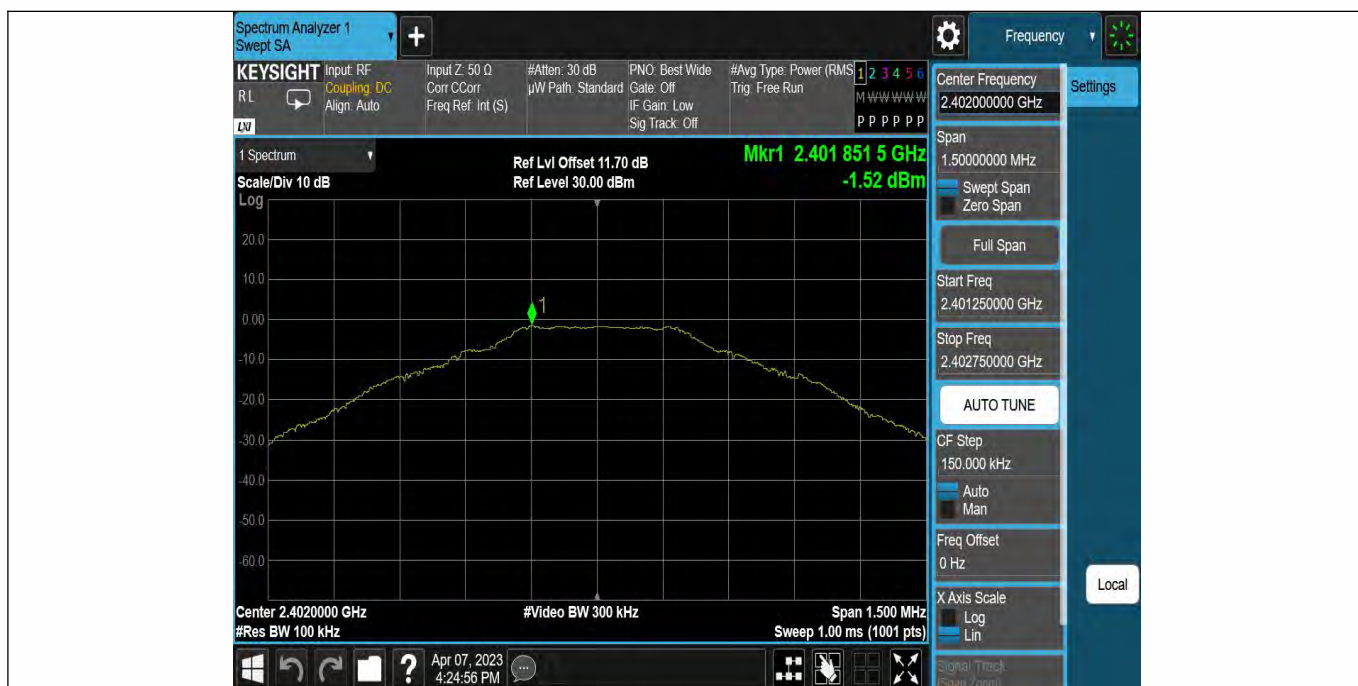 Spectrum Analyzer 1
Swept SA
+
Frequency
KEYSIGHT
Input: RF
Input Z: 50 Ω
#Atten: 30 dB
PNO: Best Wide
#Avg Type: Power (RMS
1 2 3 4 5 6
R L
Coupling: DC
Corr CCorr
µW Path: Standard
Gate: Off
Trig: Free Run
Align: Auto
Freq Ref: Int (S)
IF Gain: Low
M W W W W W
LXI
Sig Track: Off
P P P P P P
1 Spectrum
Ref Lvl Offset 11.70 dB
Mkr1 2.401 851 5 GHz
Scale/Div 10 dB
Ref Level 30.00 dBm
-1.52 dBm
Log
20.0
10.0
0.00
-10.0
-20.0
-30.0
-40.0
-50.0
-60.0
1
Center 2.4020000 GHz
#Video BW 300 kHz
Span 1.500 MHz
#Res BW 100 kHz
Sweep 1.00 ms (1001 pts)
Center Frequency
2.402000000 GHz
Settings
Span
1.50000000 MHz
Swept Span
Zero Span
Full Span
Start Freq
2.401250000 GHz
Stop Freq
2.402750000 GHz
AUTO TUNE
CF Step
150.000 kHz
Auto
Man
Freq Offset
0 Hz
Local
X Axis Scale
Log
Lin
Signal Track
(Span Zoom)
?
Apr 07, 2023
4:24:56 PM